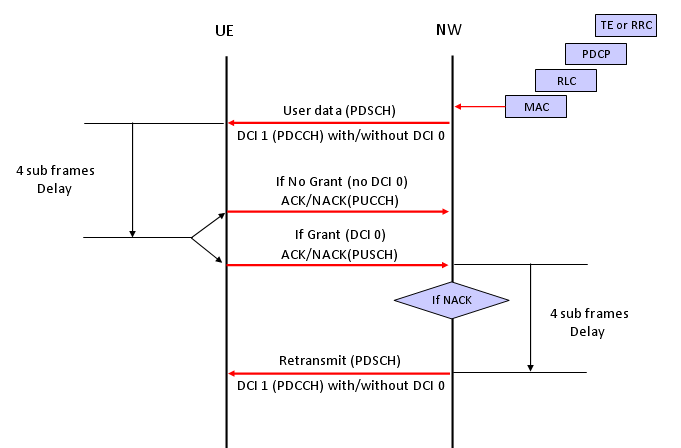 TE or RRC
UE
NW
PDCP
RLC
MAC
User data (PDSCH)
DCI 1 (PDCCH) with/without DCI 0
4 sub frames
Delay
If No Grant (no DCI 0)
ACK/NACK(PUCCH)
If Grant (DCI 0)
ACK/NACK(PUSCH)
If NACK
4 sub frames
Delay
Retransmit (PDSCH)
DCI 1 (PDCCH) with/without DCI 0